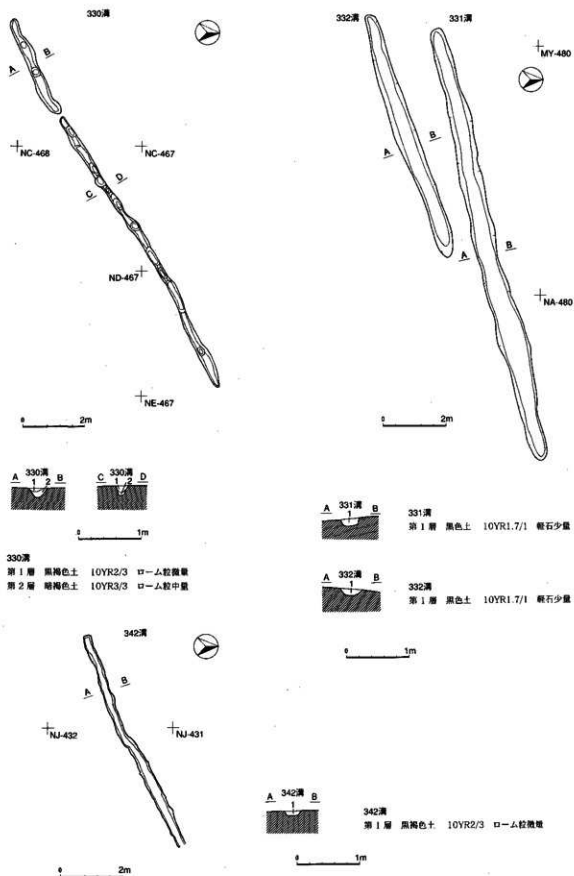 330溝
A
B
NC-468
NC-467
C
D
ND-467
NE-467
0 2m
332溝
331溝
MY-480
A
B
A
B
NA-480
0 2m
330溝
A 1 2 B
330溝
C 1 2 D
0 1m
330溝
第1層 黒褐色土 10YR2/3 ローム粒微量
第2層 暗褐色土 10YR3/3 ローム粒中量
331溝
A 1 B
331溝
第1層 黒色土 10YR1.7/1 軽石少量
332溝
A 1 B
332溝
第1層 黒色土 10YR1.7/1 軽石少量
0 1m
342溝
A
B
NJ-432
NJ-431
0 2m
342溝
A 1 B
342溝
第1層 黒褐色土 10YR2/3 ローム粒微量
0 1m